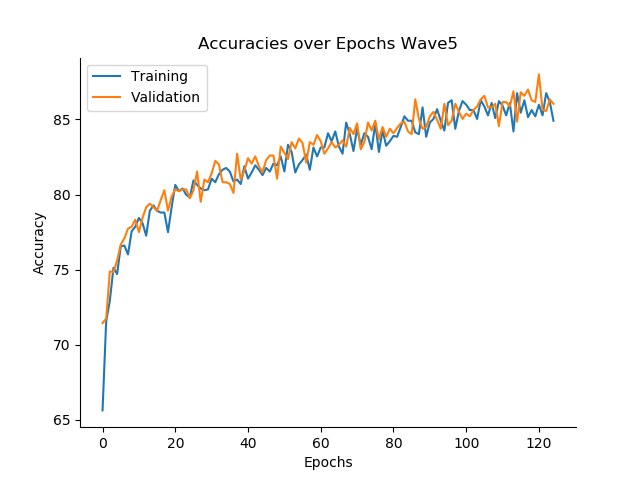 Accuracies over Epochs Wave5
Training
Validation
Accuracy
85
80
75
70
65
0 20 40 60 80 100 120
Epochs